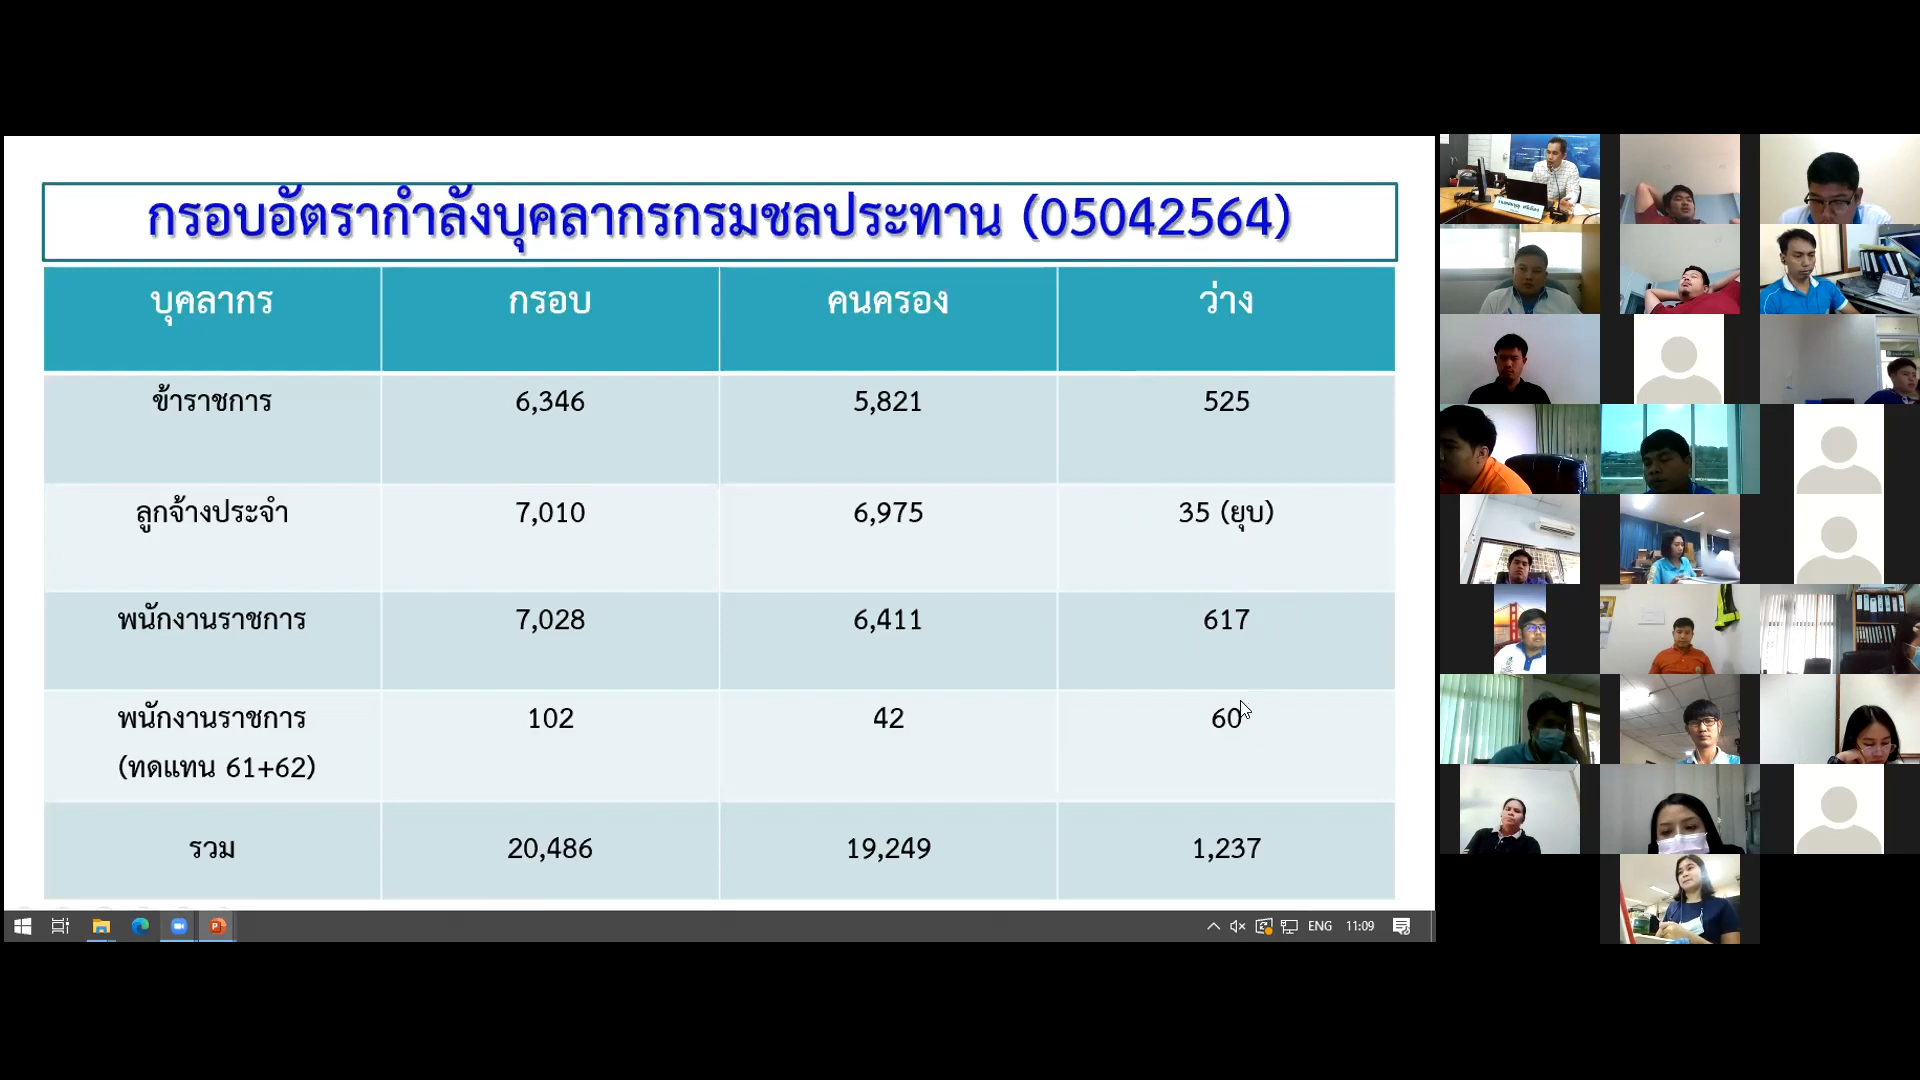 กรอบอัตรากำลังบุคลากรกรมชลประทาน (05042564)
บุคลากร กรอบ คนครอง ว่าง
ข้าราชการ 6,346 5,821 525
ลูกจ้างประจำ 7,010 6,975 35 (ยุบ)
พนักงานราชการ 7,028 6,411 617
พนักงานราชการ 102 42 60
(ทดแทน 61+62)
รวม 20,486 19,249 1,237
ENG 11:09